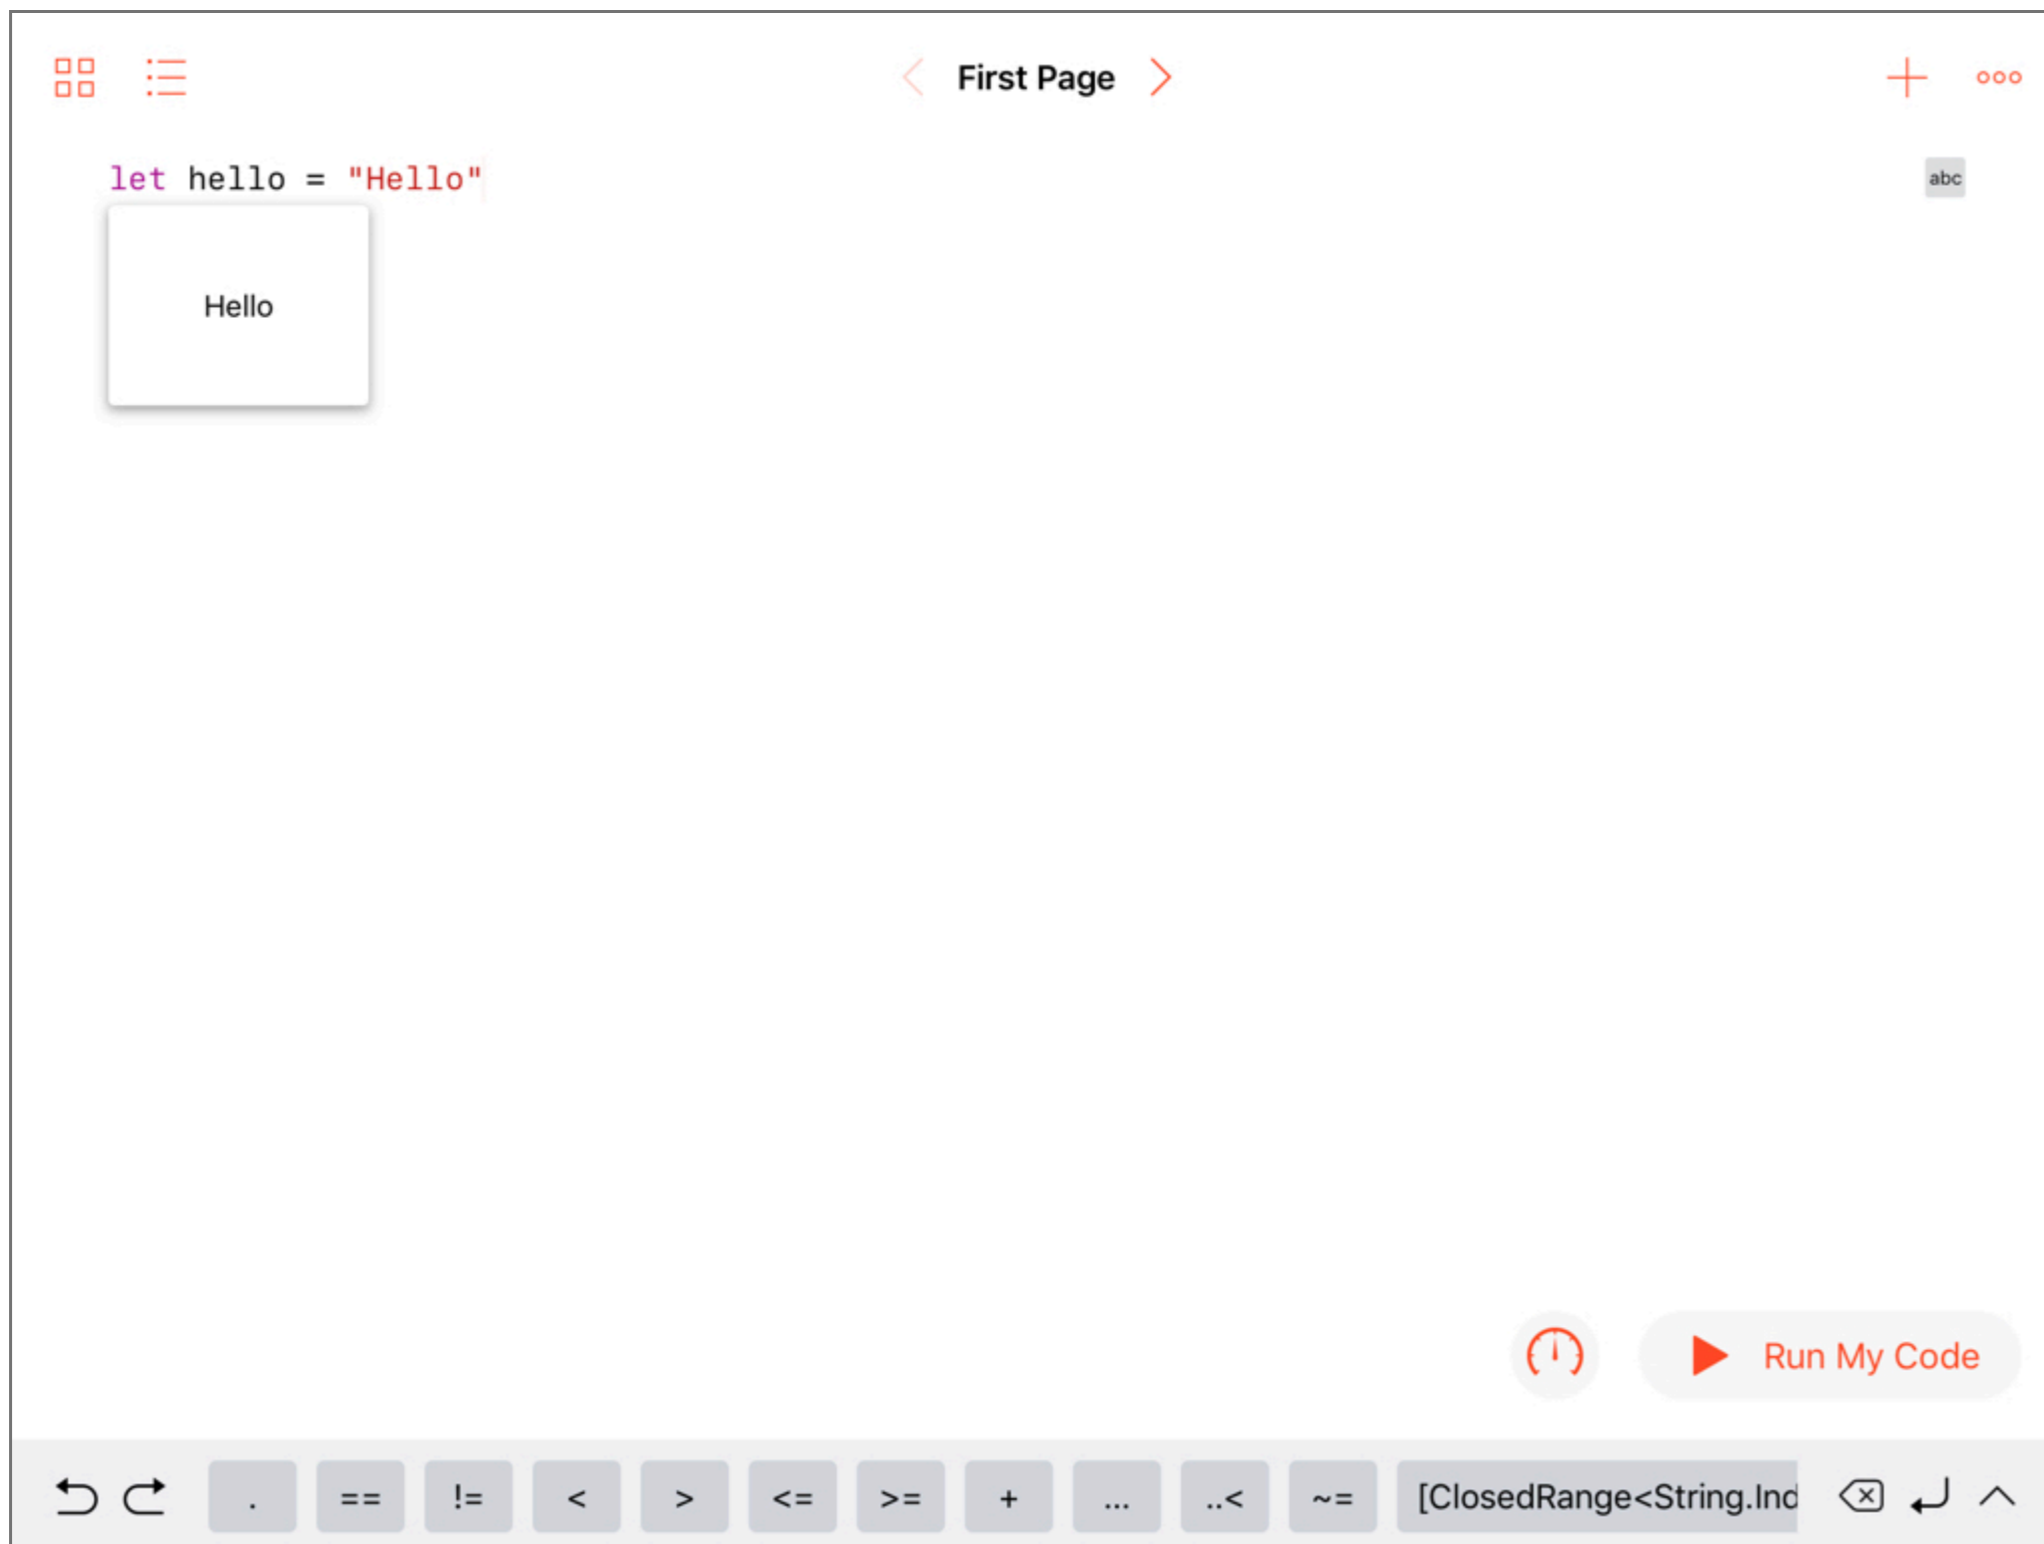 First Page
let hello = "Hello"
abc
Hello
Run My Code
. == != < > <= >= + ... ..< ~= [ClosedRange<String.Ind